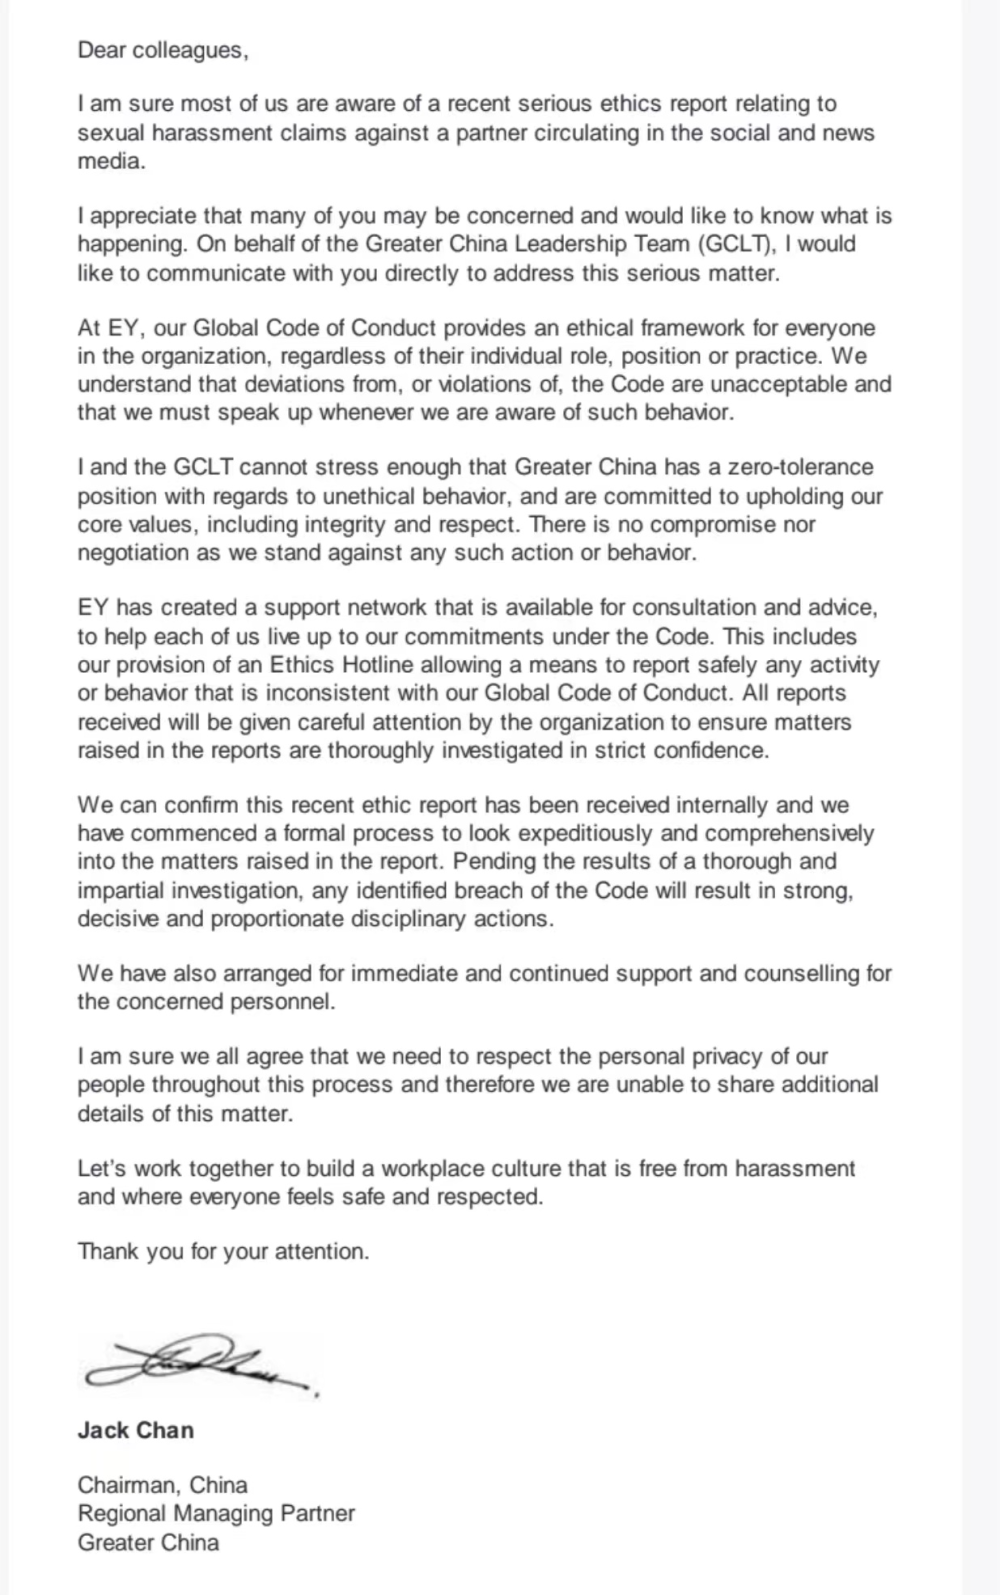 Dear colleagues,
I am sure most of us are aware of a recent serious ethics report relating to
sexual harassment claims against a partner circulating in the social and news
media.
I appreciate that many of you may be concerned and would like to know what is
happening. On behalf of the Greater China Leadership Team (GCLT), I would
like to communicate with you directly to address this serious matter.
At EY, our Global Code of Conduct provides an ethical framework for everyone
in the organization, regardless of their individual role, position or practice. We
understand that deviations from, or violations of, the Code are unacceptable and
that we must speak up whenever we are aware of such behavior.
I and the GCLT cannot stress enough that Greater China has a zero-tolerance
position with regards to unethical behavior, and are committed to upholding our
core values, including integrity and respect. There is no compromise nor
negotiation as we stand against any such action or behavior.
EY has created a support network that is available for consultation and advice,
to help each of us live up to our commitments under the Code. This includes
our provision of an Ethics Hotline allowing a means to report safely any activity
or behavior that is inconsistent with our Global Code of Conduct. All reports
received will be given careful attention by the organization to ensure matters
raised in the reports are thoroughly investigated in strict confidence.
We can confirm this recent ethic report has been received internally and we
have commenced a formal process to look expeditiously and comprehensively
into the matters raised in the report. Pending the results of a thorough and
impartial investigation, any identified breach of the Code will result in strong,
decisive and proportionate disciplinary actions.
We have also arranged for immediate and continued support and counselling for
the concerned personnel.
I am sure we all agree that we need to respect the personal privacy of our
people throughout this process and therefore we are unable to share additional
details of this matter.
Let's work together to build a workplace culture that is free from harassment
and where everyone feels safe and respected.
Thank you for your attention.
Jack Chan
Chairman, China
Regional Managing Partner
Greater China